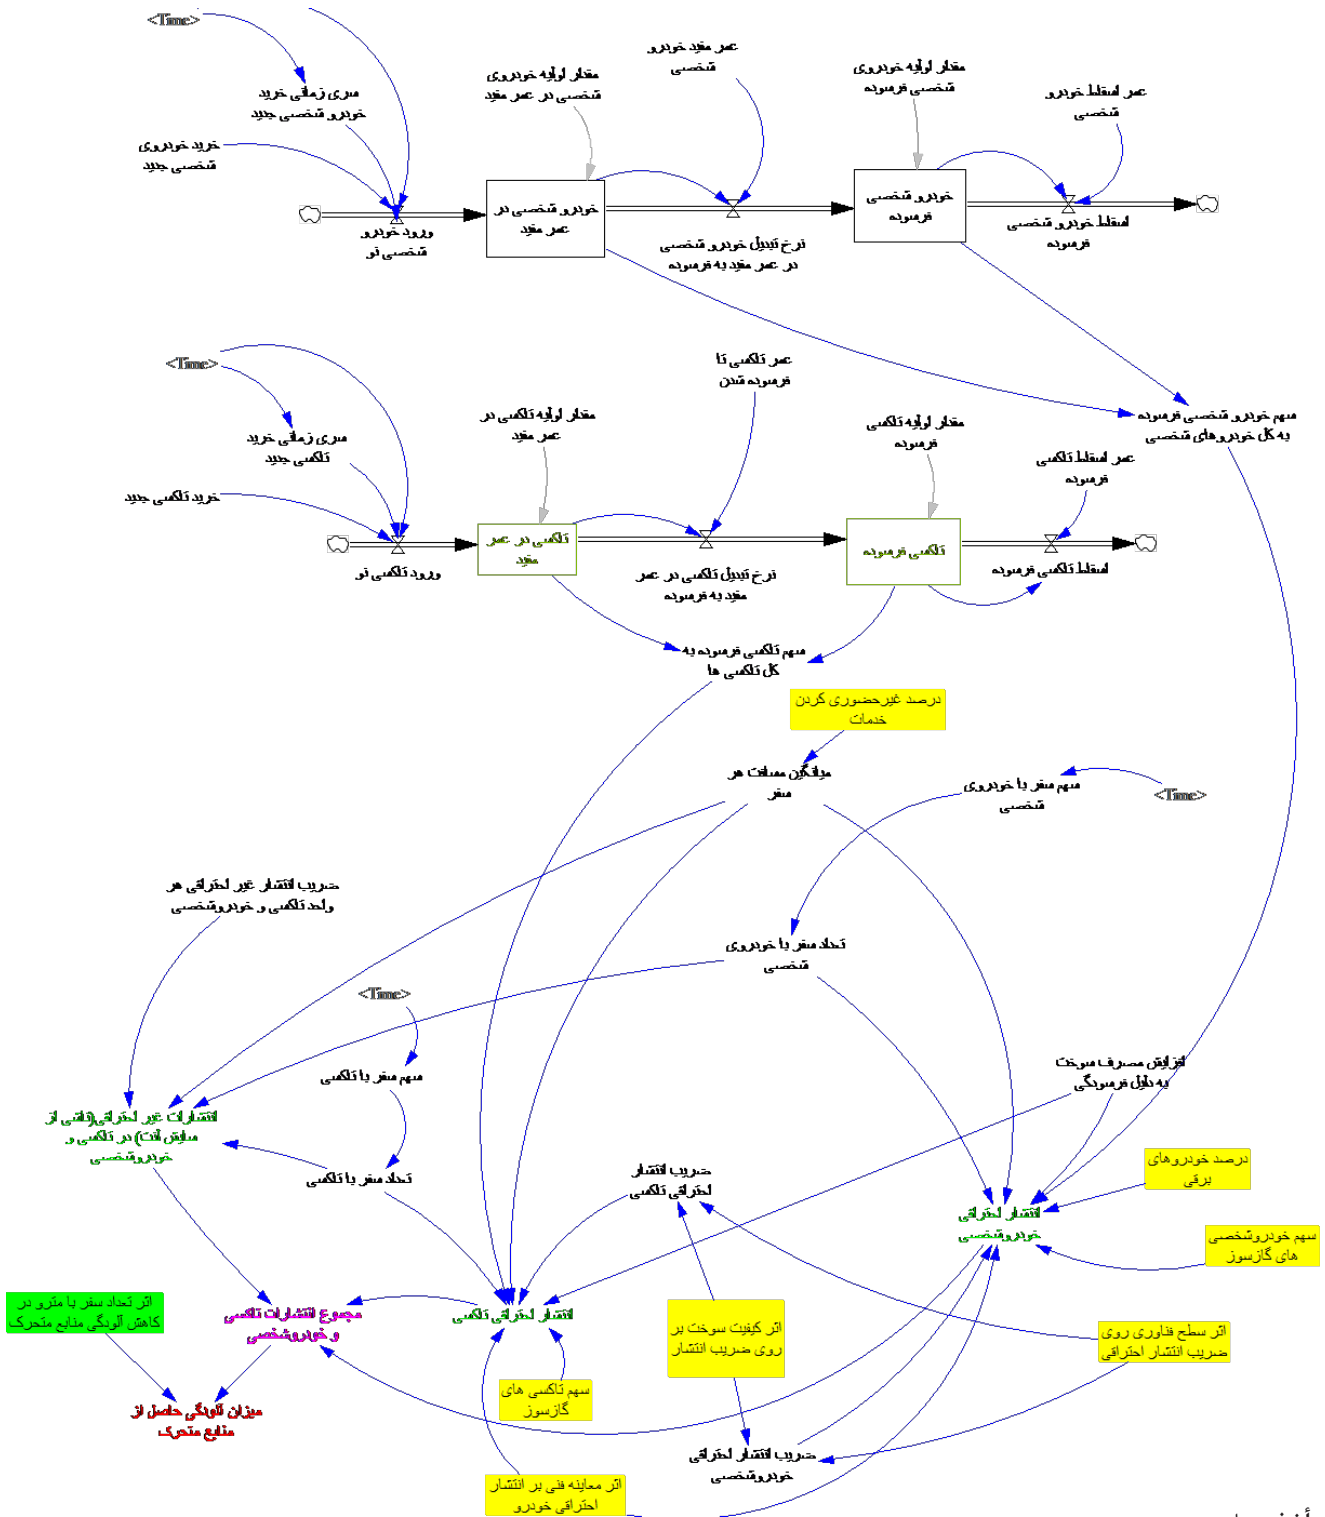 <Time>
عمر مفید خودرو
شخصی
مقدار اولیه خودروی
شخصی در عمر مفید
مقدار اولیه خودروی
شخصی فرسوده
عمر اسقاط خودرو
شخصی
سری زمانی خرید
خودرو شخصی جدید
خرید خودروی
شخصی جدید
خودرو شخصی در
عمر مفید
خودرو شخصی
فرسوده
ورود خودرو
شخصی نو
نرخ تبدیل خودرو شخصی
در عمر مفید به فرسوده
اسقاط خودرو شخصی
فرسوده
<Time>
عمر تاکسی تا
فرسوده شدن
سهم خودرو شخصی فرسوده
به کل خودروهای شخصی
مقدار اولیه تاکسی در
عمر مفید
مقدار اولیه تاکسی
فرسوده
سری زمانی خرید
تاکسی جدید
عمر اسقاط تاکسی
فرسوده
خرید تاکسی جدید
تاکسی در عمر
مفید
تاکسی فرسوده
ورود تاکسی نو
نرخ تبدیل تاکسی در عمر
مفید به فرسوده
اسقاط تاکسی فرسوده
سهم تاکسی فرسوده به
کل تاکسی ها
درصد غیرحضوری کردن
خدمات
میانگین مسافت هر
سفر
سهم سفر با خودروی
شخصی
<Time>
ضریب انتشار غیر احتراقی هر
واحد تاکسی و خودروشخصی
تعداد سفر با خودروی
شخصی
<Time>
سهم سفر با تاکسی
افزایش مصرف سوخت
به دلیل فرسودگی
انتشارات غیر احتراقی(ناشی از
سایش لنت) در تاکسی و
خودروشخصی
تعداد سفر با تاکسی
ضریب انتشار
احتراقی تاکسی
درصد خودروهای
برقی
انتشار احتراقی
خودروشخصی
سهم خودروشخصی
های گازسوز
اثر تعداد سفر با مترو در
کاهش آلودگی منابع متحرک
مجموع انتشارات تاکسی
و خودروشخصی
انتشار احتراقی تاکسی
اثر کیفیت سوخت بر
روی ضریب انتشار
اثر سطح فناوری روی
ضریب انتشار احتراقی
سهم تاکسی های
گازسوز
میزان آلودگی حاصل از
منابع متحرک
ضریب انتشار احتراقی
خودروشخصی
اثر معاینه فنی بر انتشار
احتراقی خودرو